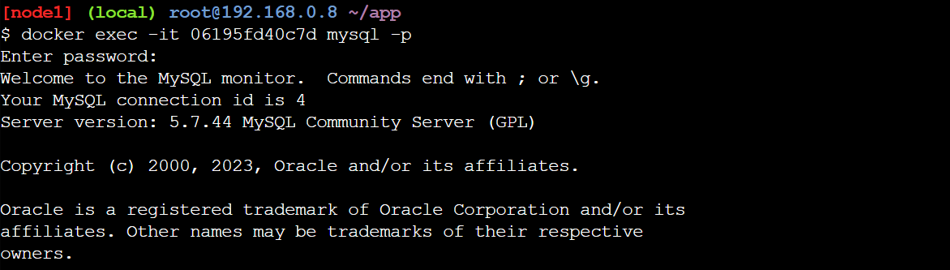 [node1] (local) root@192.168.0.8 ~/app
$ docker exec -it 06195fd40c7d mysql -p
Enter password:
Welcome to the MySQL monitor.  Commands end with ; or \g.
Your MySQL connection id is 4
Server version: 5.7.44 MySQL Community Server (GPL)

Copyright (c) 2000, 2023, Oracle and/or its affiliates.

Oracle is a registered trademark of Oracle Corporation and/or its
affiliates. Other names may be trademarks of their respective
owners.